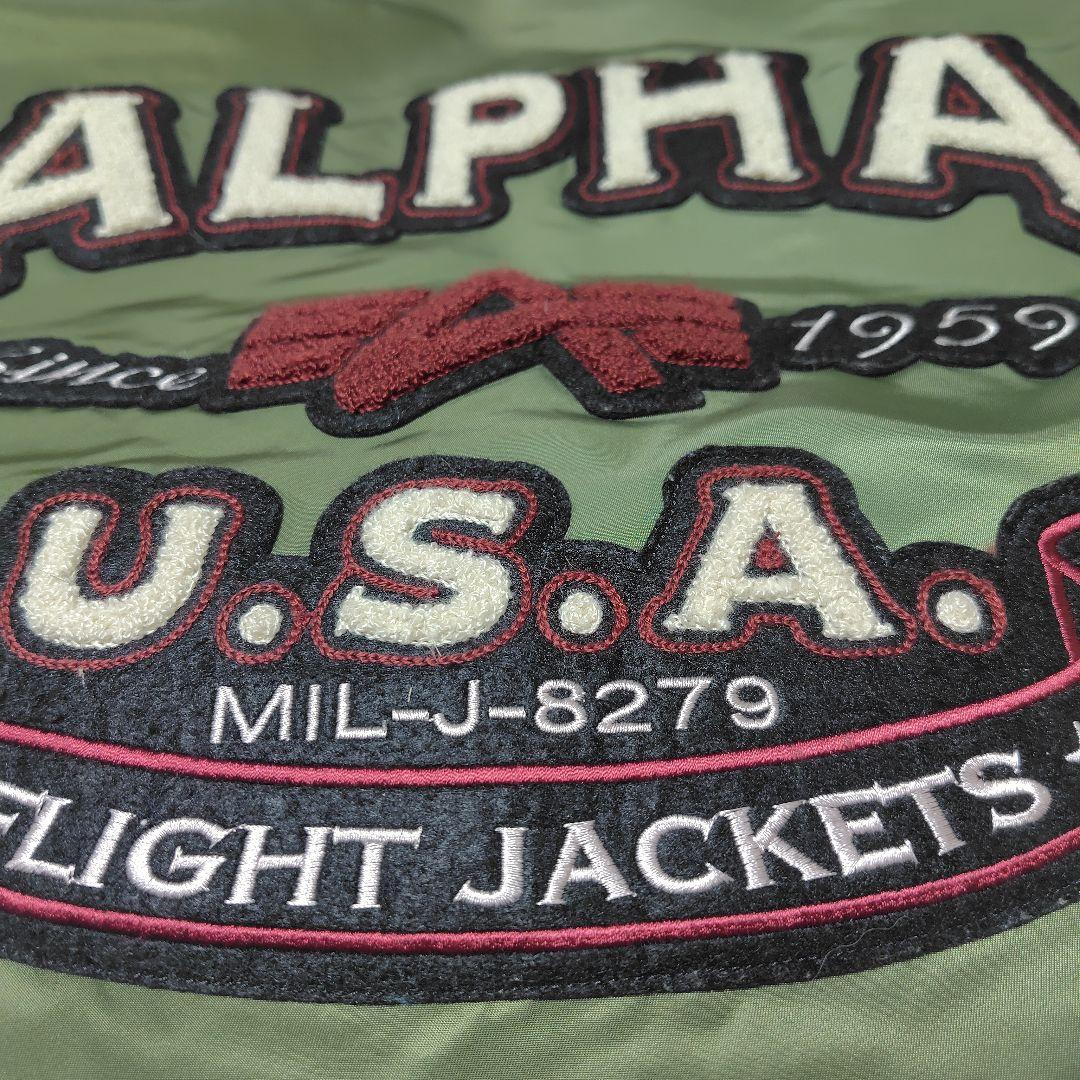 ALPHA
Since 1959
U.S.A.
MIL-J-8279
FLIGHT JACKETS